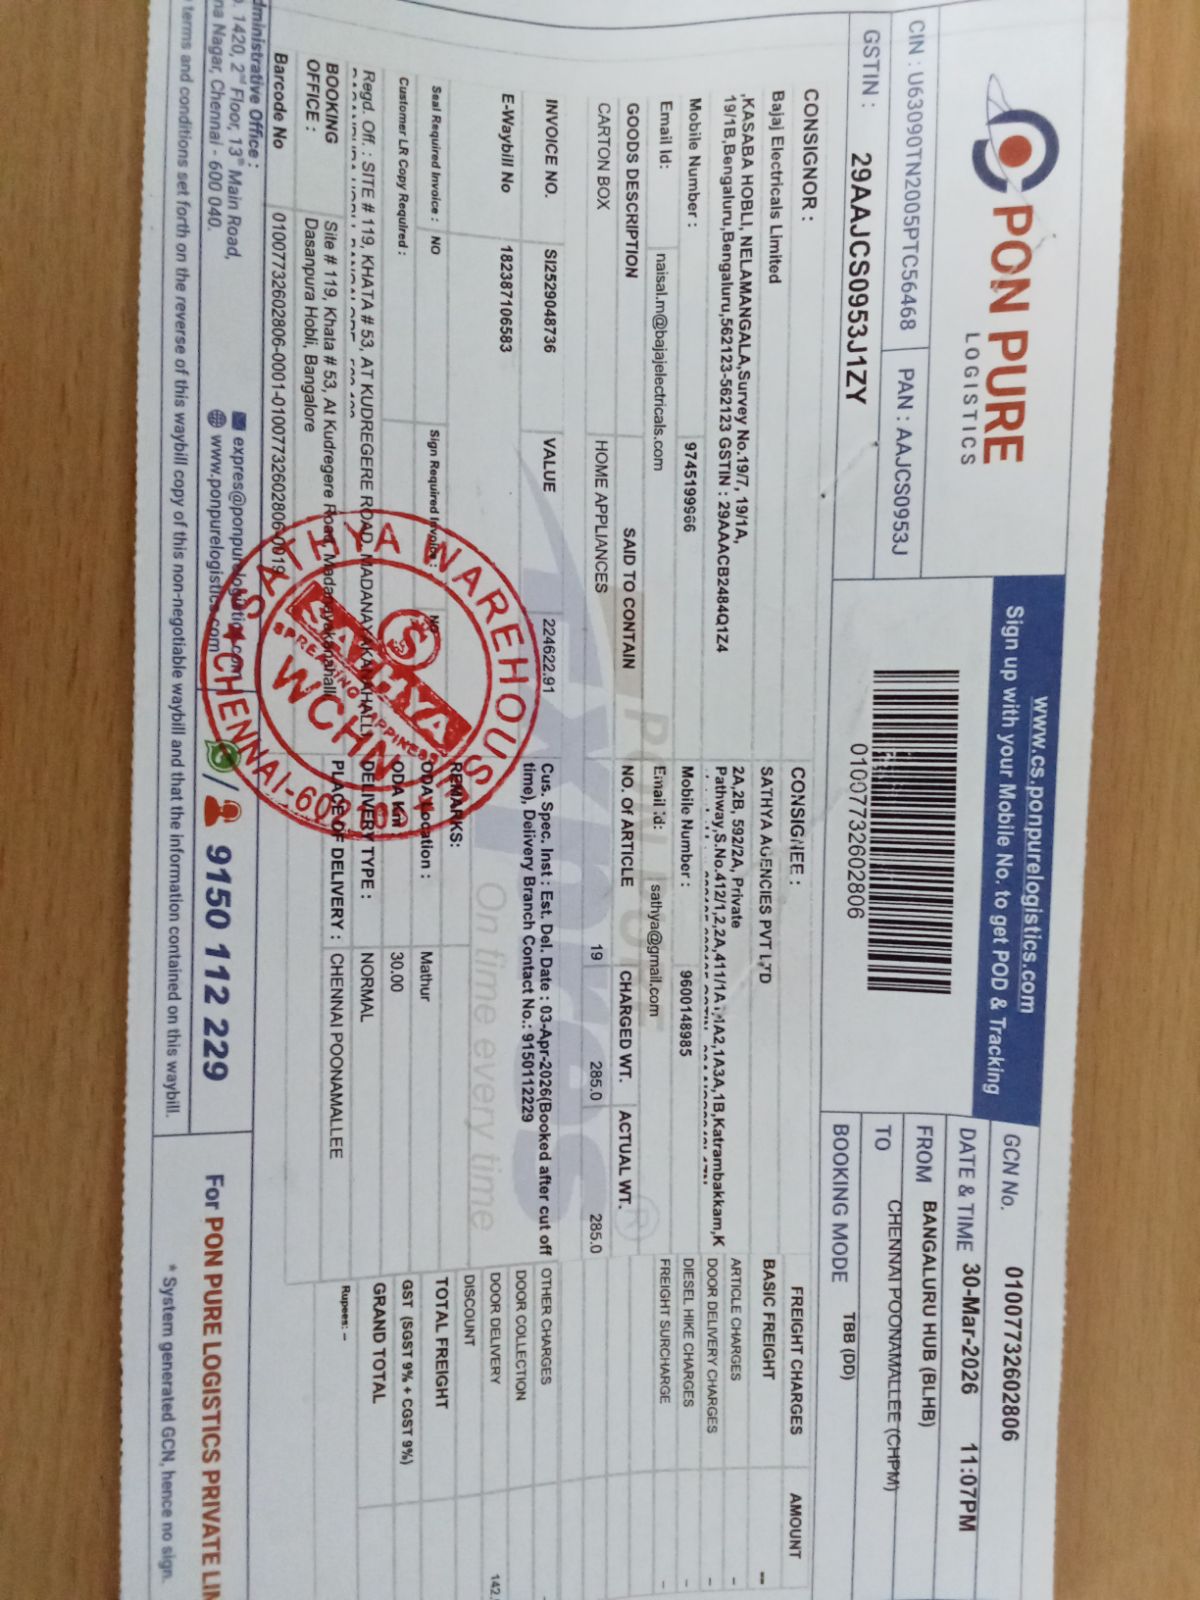 PON PURE
LOGISTICS
CIN : U63090TN2005PTC56468
PAN : AAJCS0953J
GSTIN : 29AAJCS0953J1ZY
www.cs.ponpurelogistics.com
Sign up with your Mobile No. to get POD & Tracking
01007732602806
GCN No. 01007732602806
DATE & TIME 30-Mar-2026 11:07PM
FROM BANGALURU HUB (BLHB)
TO CHENNAI POONAMALLEE (CHPM)
BOOKING MODE TBB (DD)
CONSIGNOR :
Bajaj Electricals Limited
,KASABA HOBLI, NELAMANGALA,Survey No.19/7, 19/1A,
19/1B,Bengaluru,Bengaluru,562123-562123 GSTIN : 29AAACB2484Q1Z4
Mobile Number : 9745199966
Email Id: naisal.m@bajajelectricals.com
CONSIGNEE :
SATHYA AGENCIES PVT LTD
2A,2B, 592/2A, Private
Pathway,S.No.412/1,2,2A,411/1A,1A2,1A3A,1B,Katrambakkam,K
Mobile Number : 9600148985
Email Id: sathya@gmail.com
GOODS DESCRIPTION SAID TO CONTAIN NO. OF ARTICLE CHARGED WT. ACTUAL WT.
CARTON BOX HOME APPLIANCES 19 285.0 285.0
INVOICE NO. SI2529048736 VALUE 224622.91
E-Waybill No 182387106583
Cus. Spec. Inst : Est. Del. Date : 03-Apr-2026(Booked after cut off
time), Delivery Branch Contact No.: 9150112229
REMARKS:
Seal Required Invoice : NO Sign Required Invoice : NO
Customer LR Copy Required :
ODA Location : Mathur
ODA Km : 30.00
DELIVERY TYPE : NORMAL
PLACE OF DELIVERY : CHENNAI POONAMALLEE
Regd. Off. : SITE # 119, KHATA # 53, AT KUDREGERE ROAD, MADANAYAKANAHALLI,
BOOKING OFFICE : Site # 119, Khata # 53, At Kudregere Road, Madanayakanahalli
Dasanpura Hobli, Bangalore
Barcode No 01007732602806-0001-01007732602806-0019
FREIGHT CHARGES AMOUNT
BASIC FREIGHT --
ARTICLE CHARGES -
DOOR DELIVERY CHARGES -
DIESEL HIKE CHARGES -
FREIGHT SURCHARGE -
OTHER CHARGES -
DOOR COLLECTION
DOOR DELIVERY 142.
DISCOUNT
TOTAL FREIGHT
GST (SGST 9% + CGST 9%)
GRAND TOTAL
Rupees: --
PON PURE
Expres
On time every time
SATHYA WAREHOUSE
SATHYA
SPREADING HAPPINESS
WCHN
CHENNAI-60
dministrative Office :
1420, 2nd Floor, 13th Main Road,
na Nagar, Chennai - 600 040.
expres@ponpurelogistics.com
www.ponpurelogistics.com
/ 9150 112 229
terms and conditions set forth on the reverse of this waybill copy of this non-negotiable waybill and that the information contained on this waybill.
For PON PURE LOGISTICS PRIVATE LIM
* System generated GCN, hence no sign.